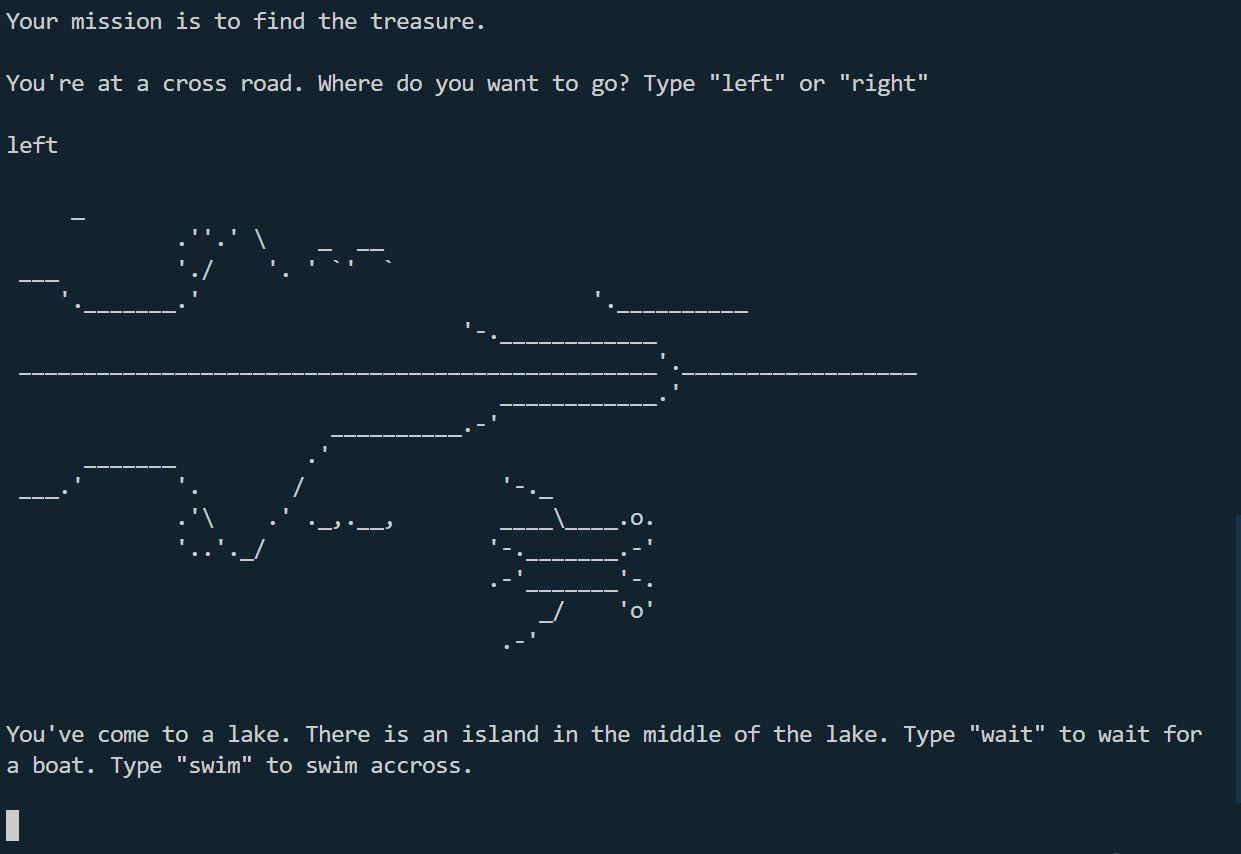 Your mission is to find the treasure.
You're at a cross road. Where do you want to go? Type "left" or "right"
left
You've come to a lake. There is an island in the middle of the lake. Type "wait" to wait for
a boat. Type "swim" to swim accross.